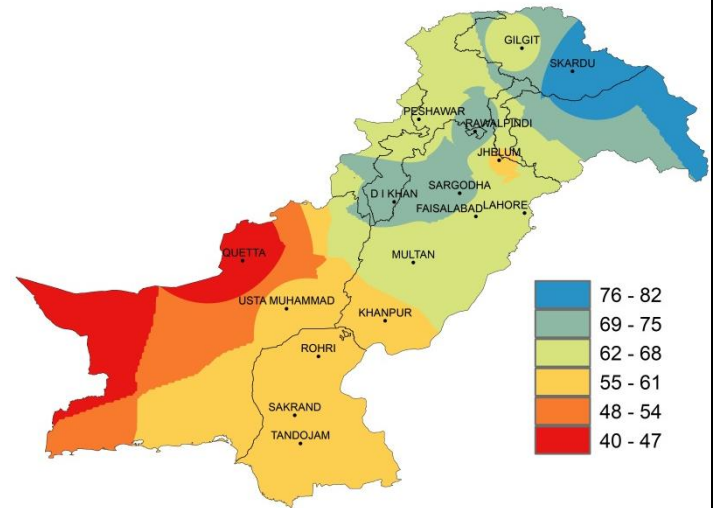 GILGIT
SKARDU
PESHAWAR
RAWALPINDI
JHBLUM
D I KHAN
SARGODHA
FAISALABAD
LAHORE
QUETTA
MULTAN
USTA MUHAMMAD
KHANPUR
ROHRI
SAKRAND
TANDOJAM
76 - 82
69 - 75
62 - 68
55 - 61
48 - 54
40 - 47